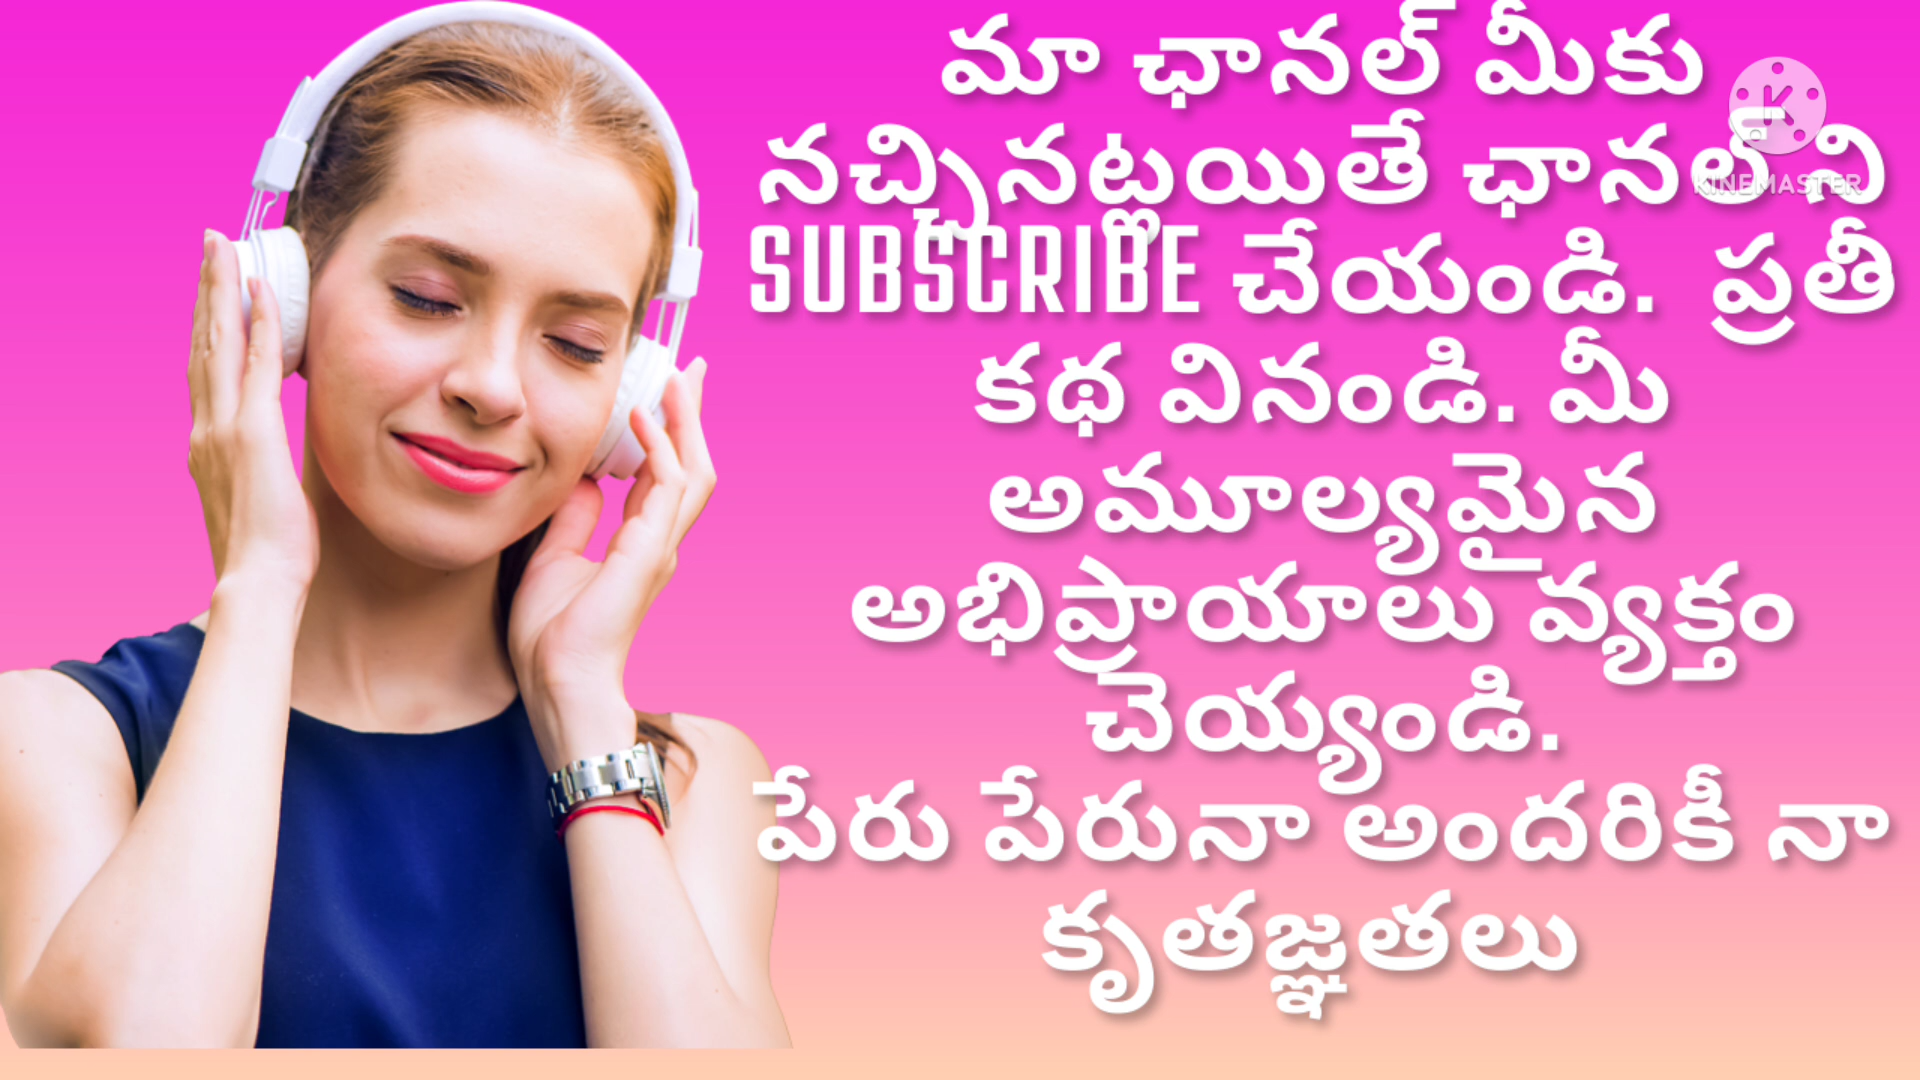 మా ఛానల్ మీకు
నచ్చినట్లయితే ఛానల్‌ని
SUBSCRIBE చేయండి. ప్రతీ
కథ వినండి. మీ
అమూల్యమైన
అభిప్రాయాలు వ్యక్తం
చెయ్యండి.
పేరు పేరునా అందరికీ నా
కృతజ్ఞతలు
KINEMASTER